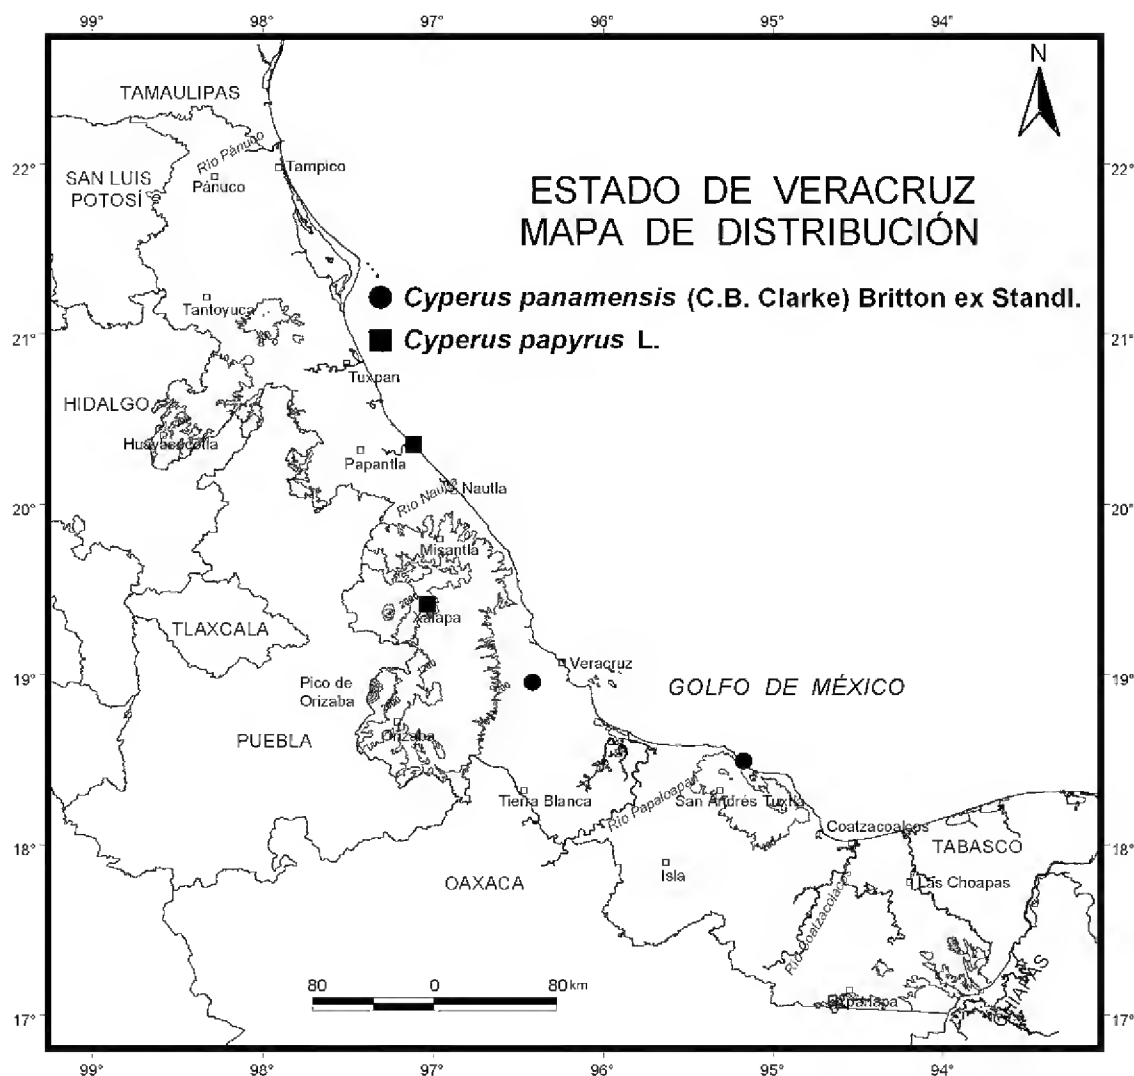 99° 98° 97° 96° 95° 94°
N
TAMAULIPAS
Río Pánuco
22° Tampico 22°
SAN LUIS
POTOSÍ
Pánuco
ESTADO DE VERACRUZ
MAPA DE DISTRIBUCIÓN
Cyperus panamensis (C.B. Clarke) Britton ex Standl.
Tantoyuca
21° 21°
Cyperus papyrus L.
Tuxpan
HIDALGO
Huayacocotla
Papantla
Nautla
Río Nautla
20° 20°
Misantla
Xalapa
TLAXCALA
Veracruz
19° 19°
Pico de
Orizaba
GOLFO DE MÉXICO
Orizaba
PUEBLA
Tierra Blanca
Río Papaloapan
San Andrés Tuxtla
Coatzacoalcos
18° 18°
TABASCO
OAXACA
Isla
Las Choapas
Río Coatzacoalcos
CHIAPAS
80 0 80 km
Uxpanapa
17° 17°
99° 98° 97° 96° 95° 94°